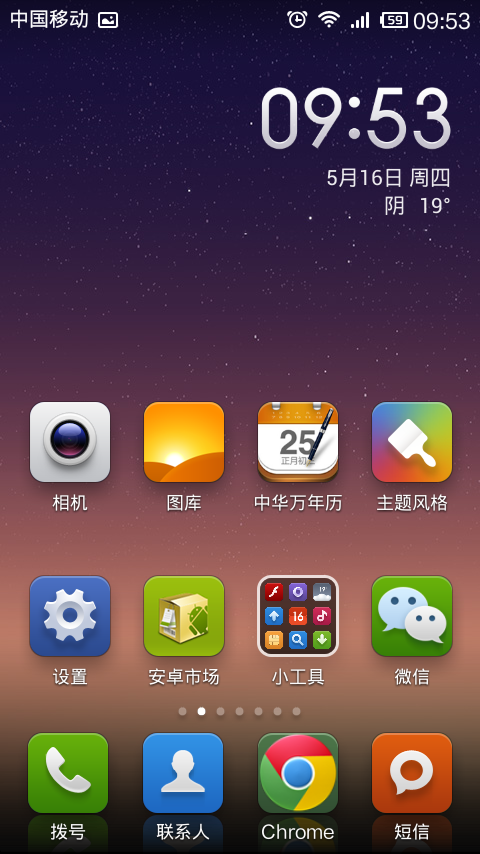 中国移动 59 09:53
09:53
5月16日 周四
阴 19°
25
正月初
相机 图库 中华万年历 主题风格
19
16
设置 安卓市场 小工具 微信
拨号 联系人 Chrome 短信